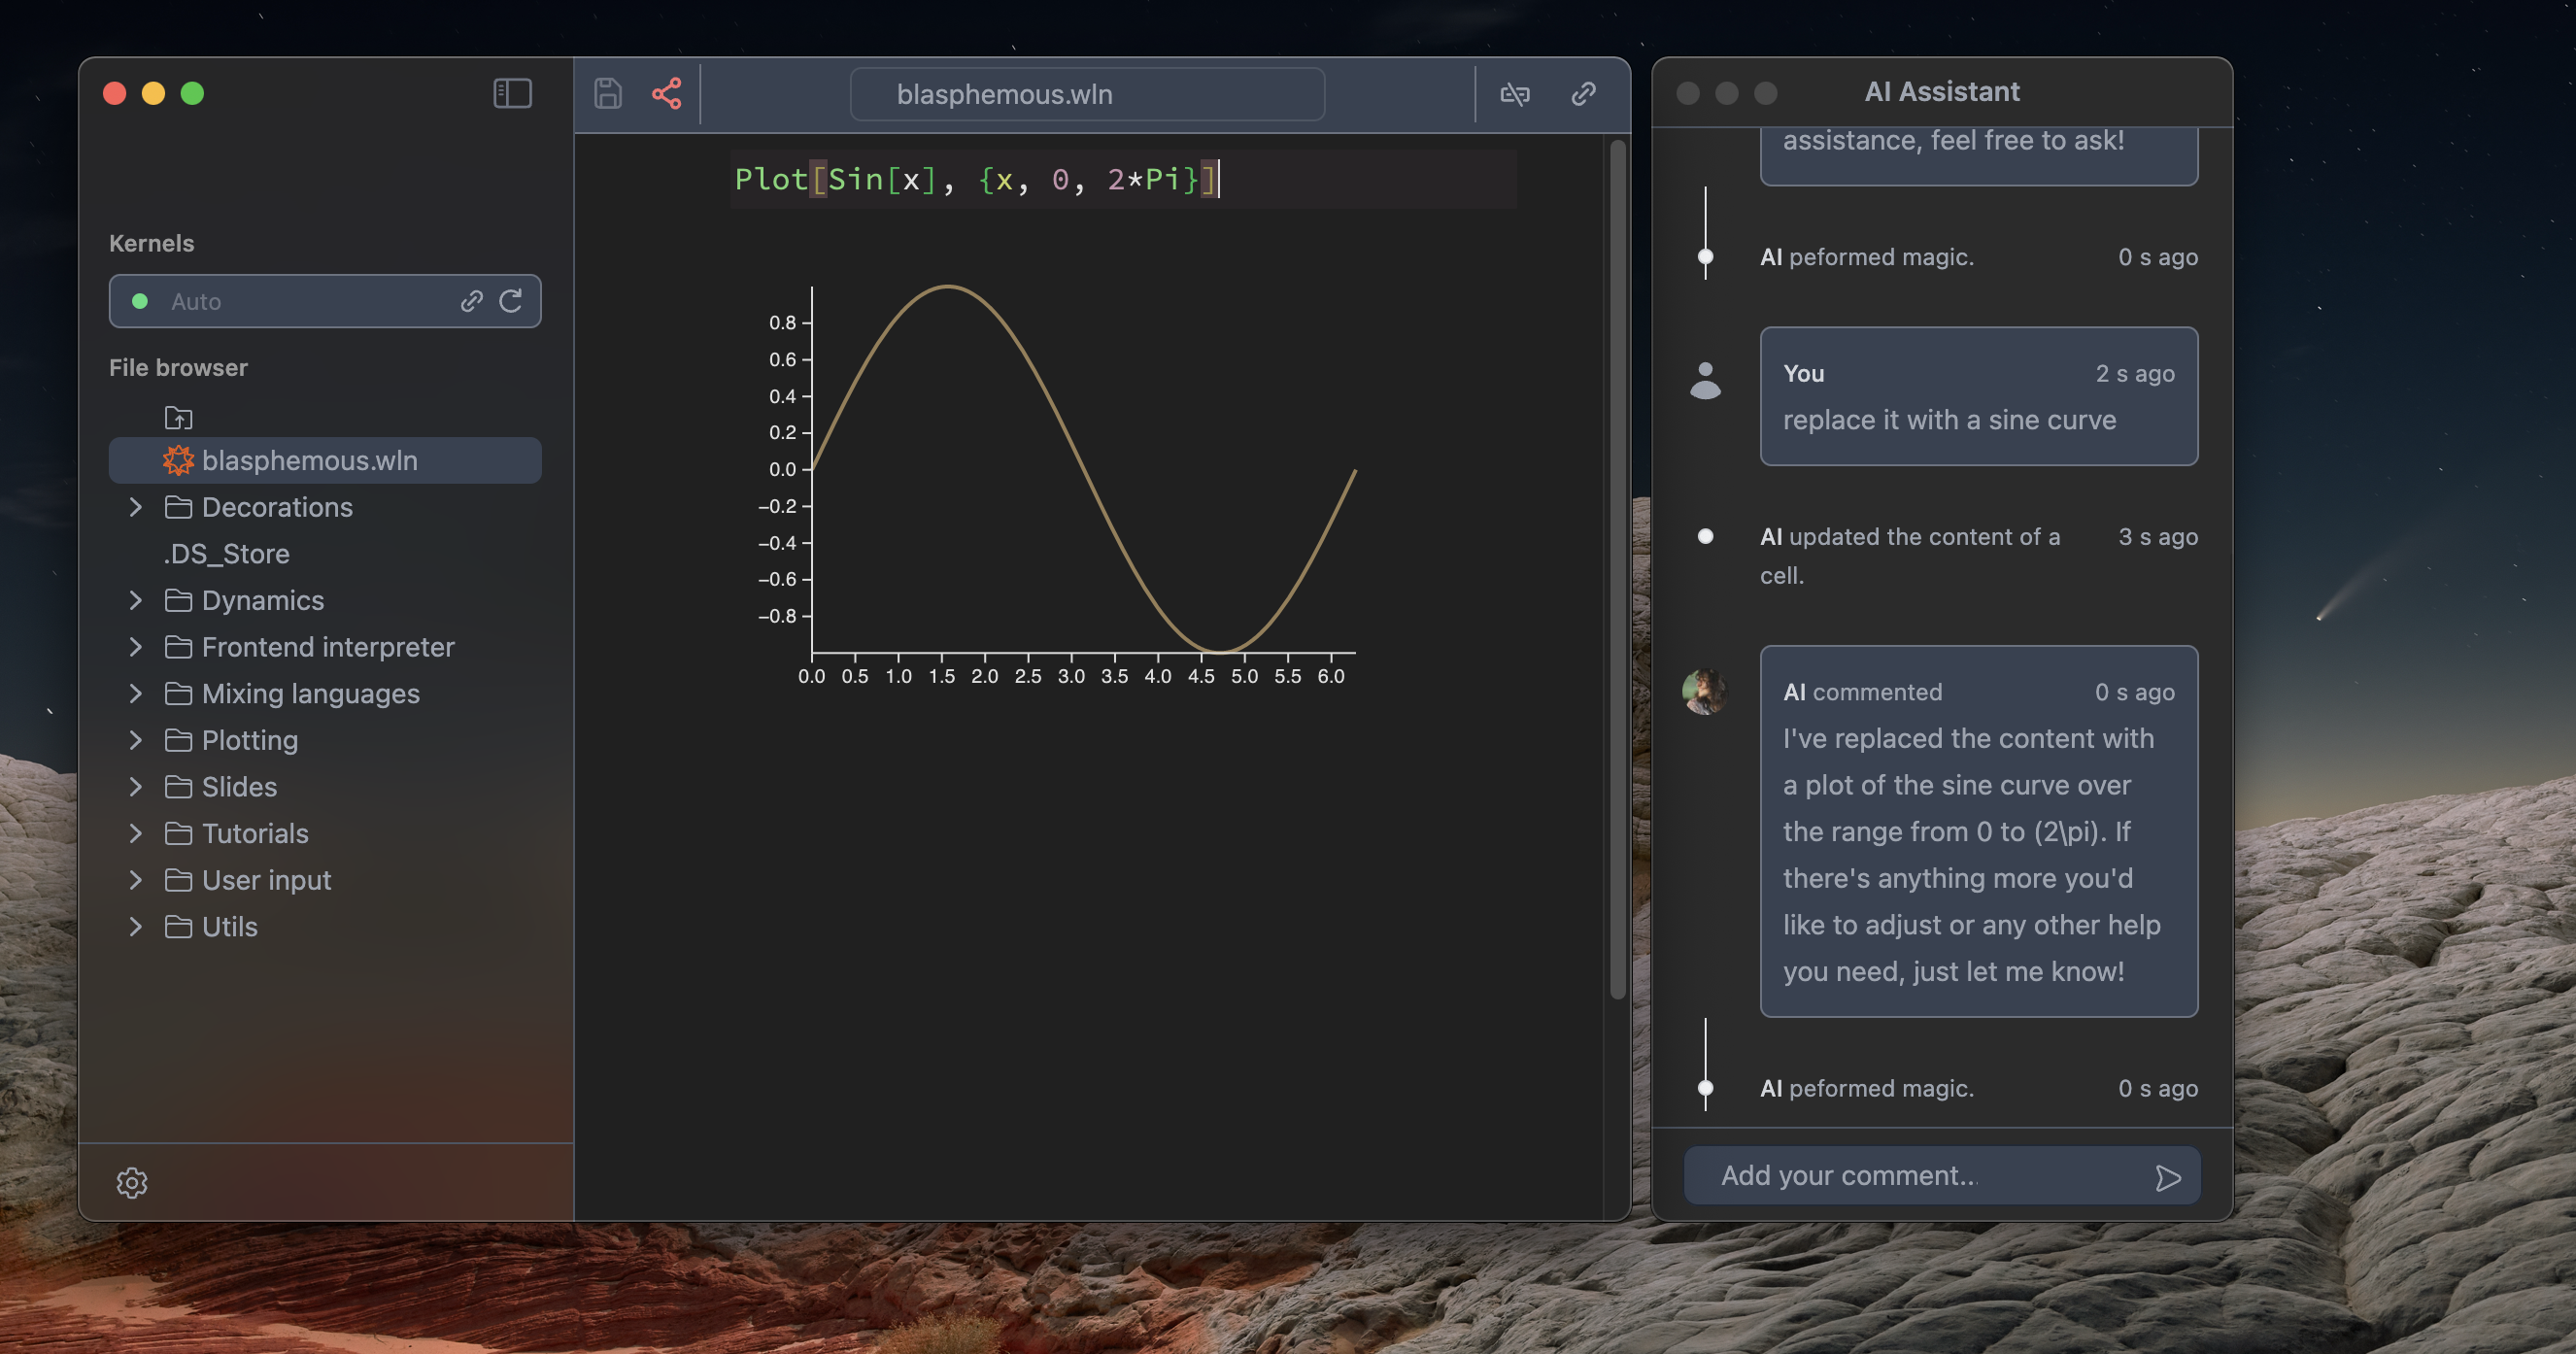 blasphemous.wln
AI Assistant
Kernels
Auto
File browser
blasphemous.wln
Decorations
.DS_Store
Dynamics
Frontend interpreter
Mixing languages
Plotting
Slides
Tutorials
User input
Utils
Plot[Sin[x], {x, 0, 2*Pi}]
0.8
0.6
0.4
0.2
0.0
−0.2
−0.4
−0.6
−0.8
0.0 0.5 1.0 1.5 2.0 2.5 3.0 3.5 4.0 4.5 5.0 5.5 6.0
assistance, feel free to ask!
AI peformed magic. 0 s ago
You 2 s ago
replace it with a sine curve
AI updated the content of a 3 s ago
cell.
AI commented 0 s ago
I've replaced the content with
a plot of the sine curve over
the range from 0 to (2\pi). If
there's anything more you'd
like to adjust or any other help
you need, just let me know!
AI peformed magic. 0 s ago
Add your comment...